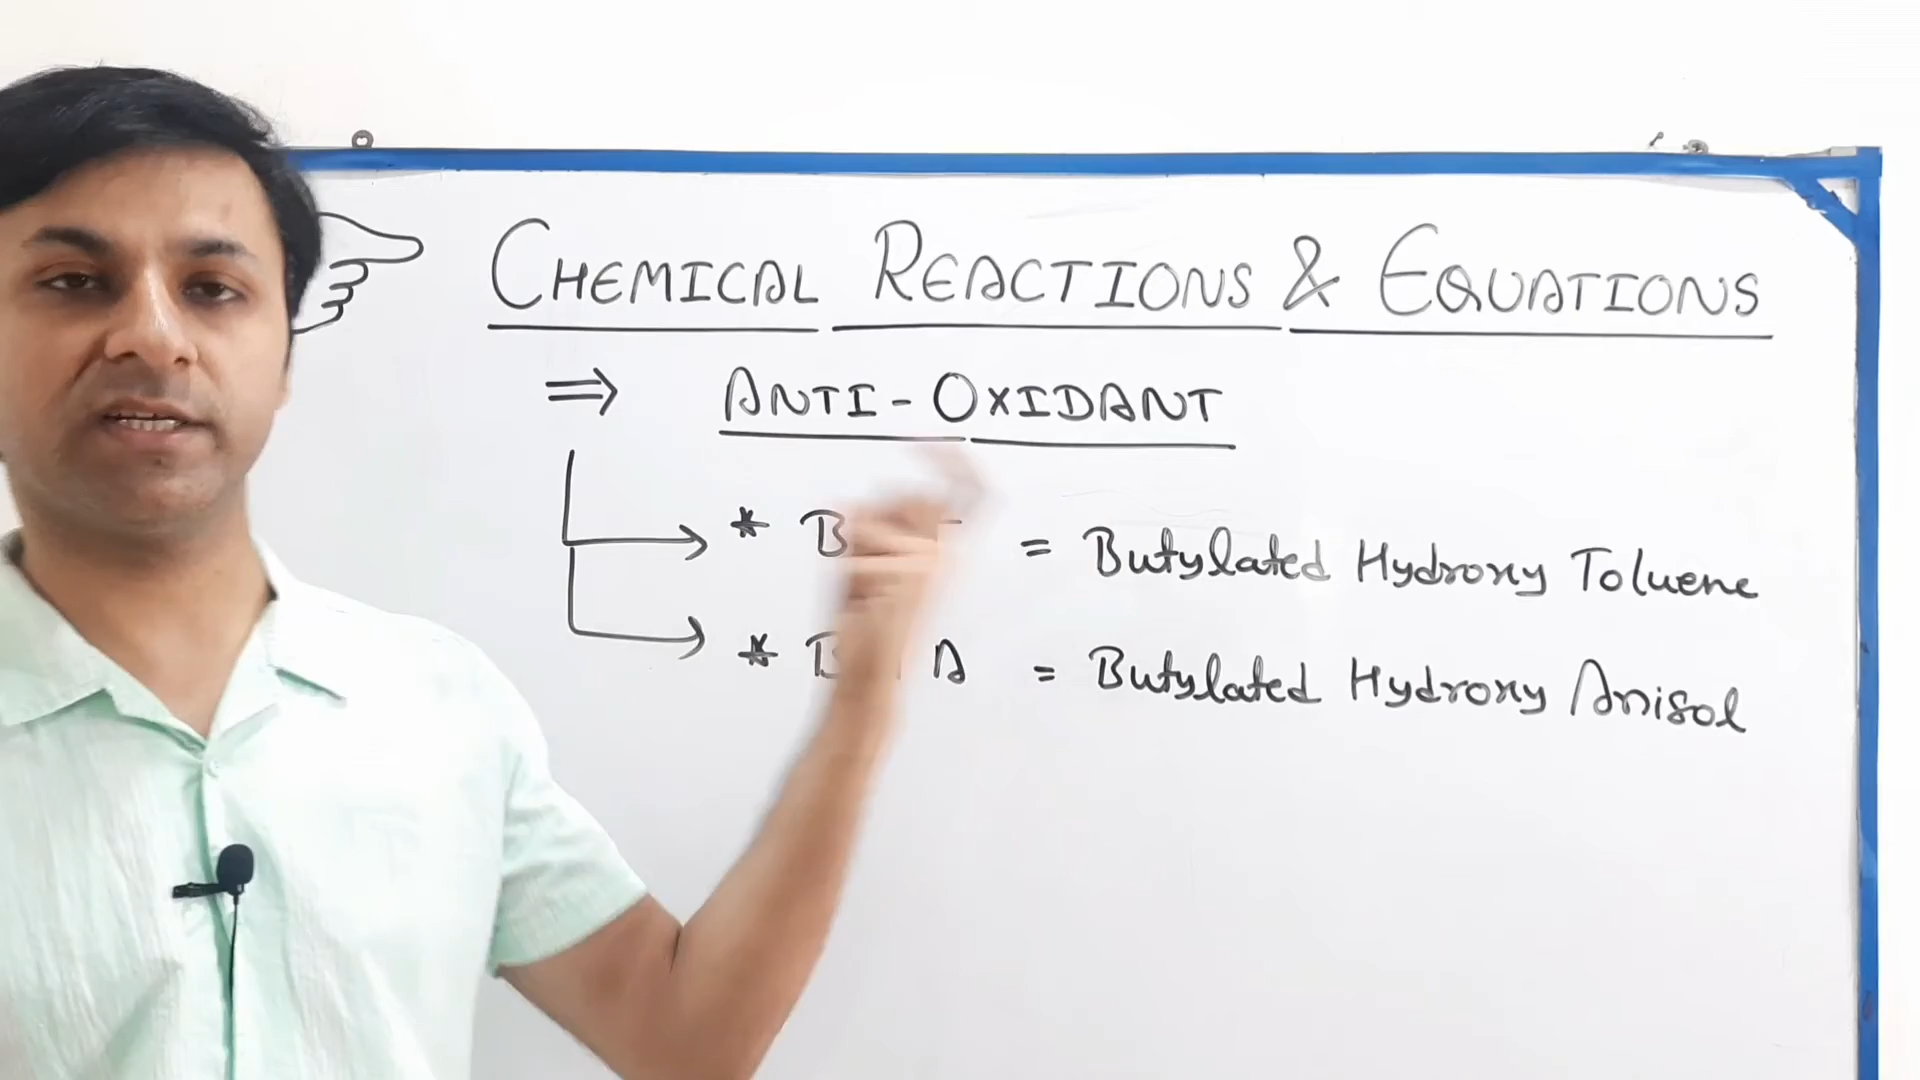 CHEMICAL REACTIONS & EQUATIONS
⇒ ANTI-OXIDANT
* = Butylated Hydroxy Toluene
* = Butylated Hydroxy Anisol